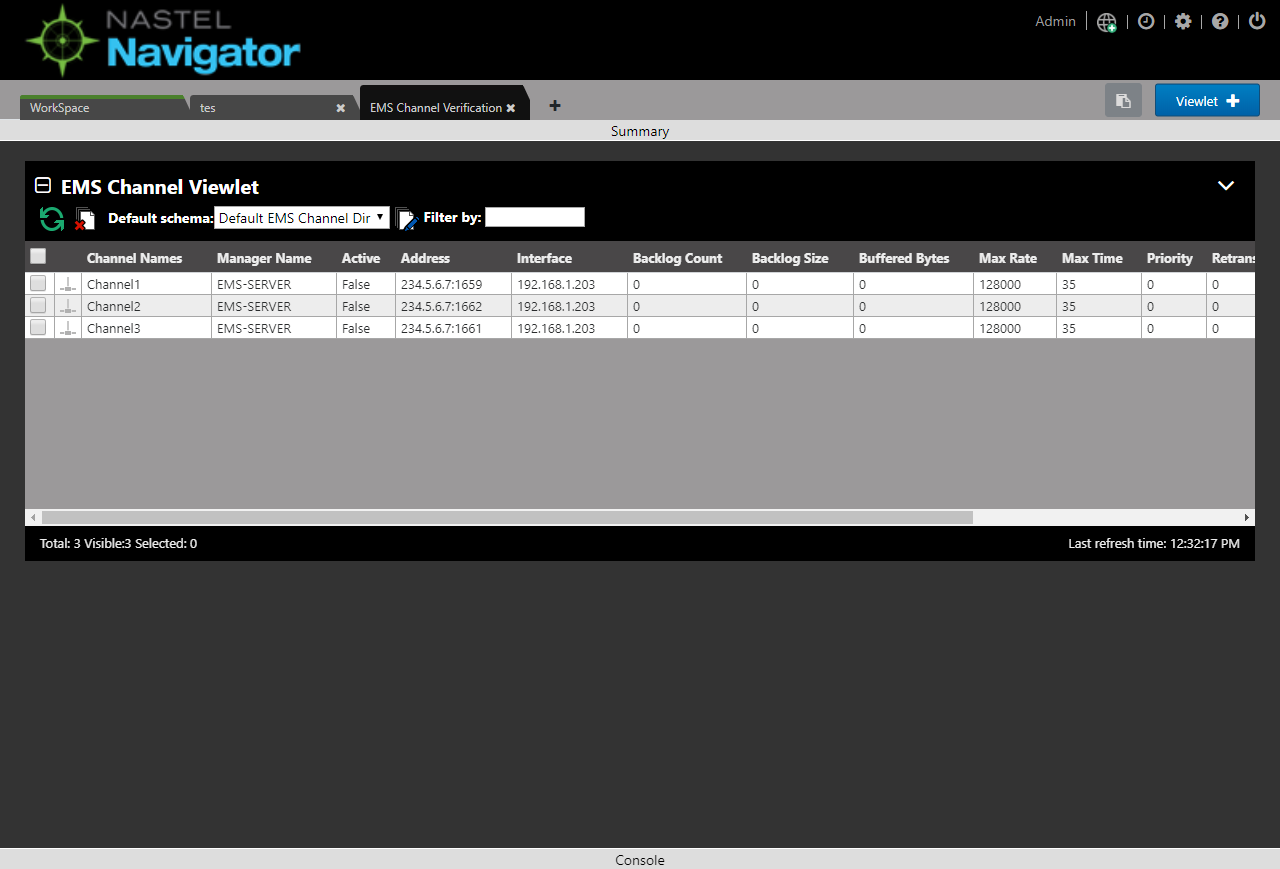 NASTEL
Navigator
Admin
WorkSpace tes EMS Channel Verification Viewlet
Summary
EMS Channel Viewlet
Default schema: Default EMS Channel Dir Filter by:
Channel Names Manager Name Active Address Interface Backlog Count Backlog Size Buffered Bytes Max Rate Max Time Priority Retrans
Channel1 EMS-SERVER False 234.5.6.7:1659 192.168.1.203 0 0 0 128000 35 0 0
Channel2 EMS-SERVER False 234.5.6.7:1662 192.168.1.203 0 0 0 128000 35 0 0
Channel3 EMS-SERVER False 234.5.6.7:1661 192.168.1.203 0 0 0 128000 35 0 0
Total: 3 Visible:3 Selected: 0 Last refresh time: 12:32:17 PM
Console